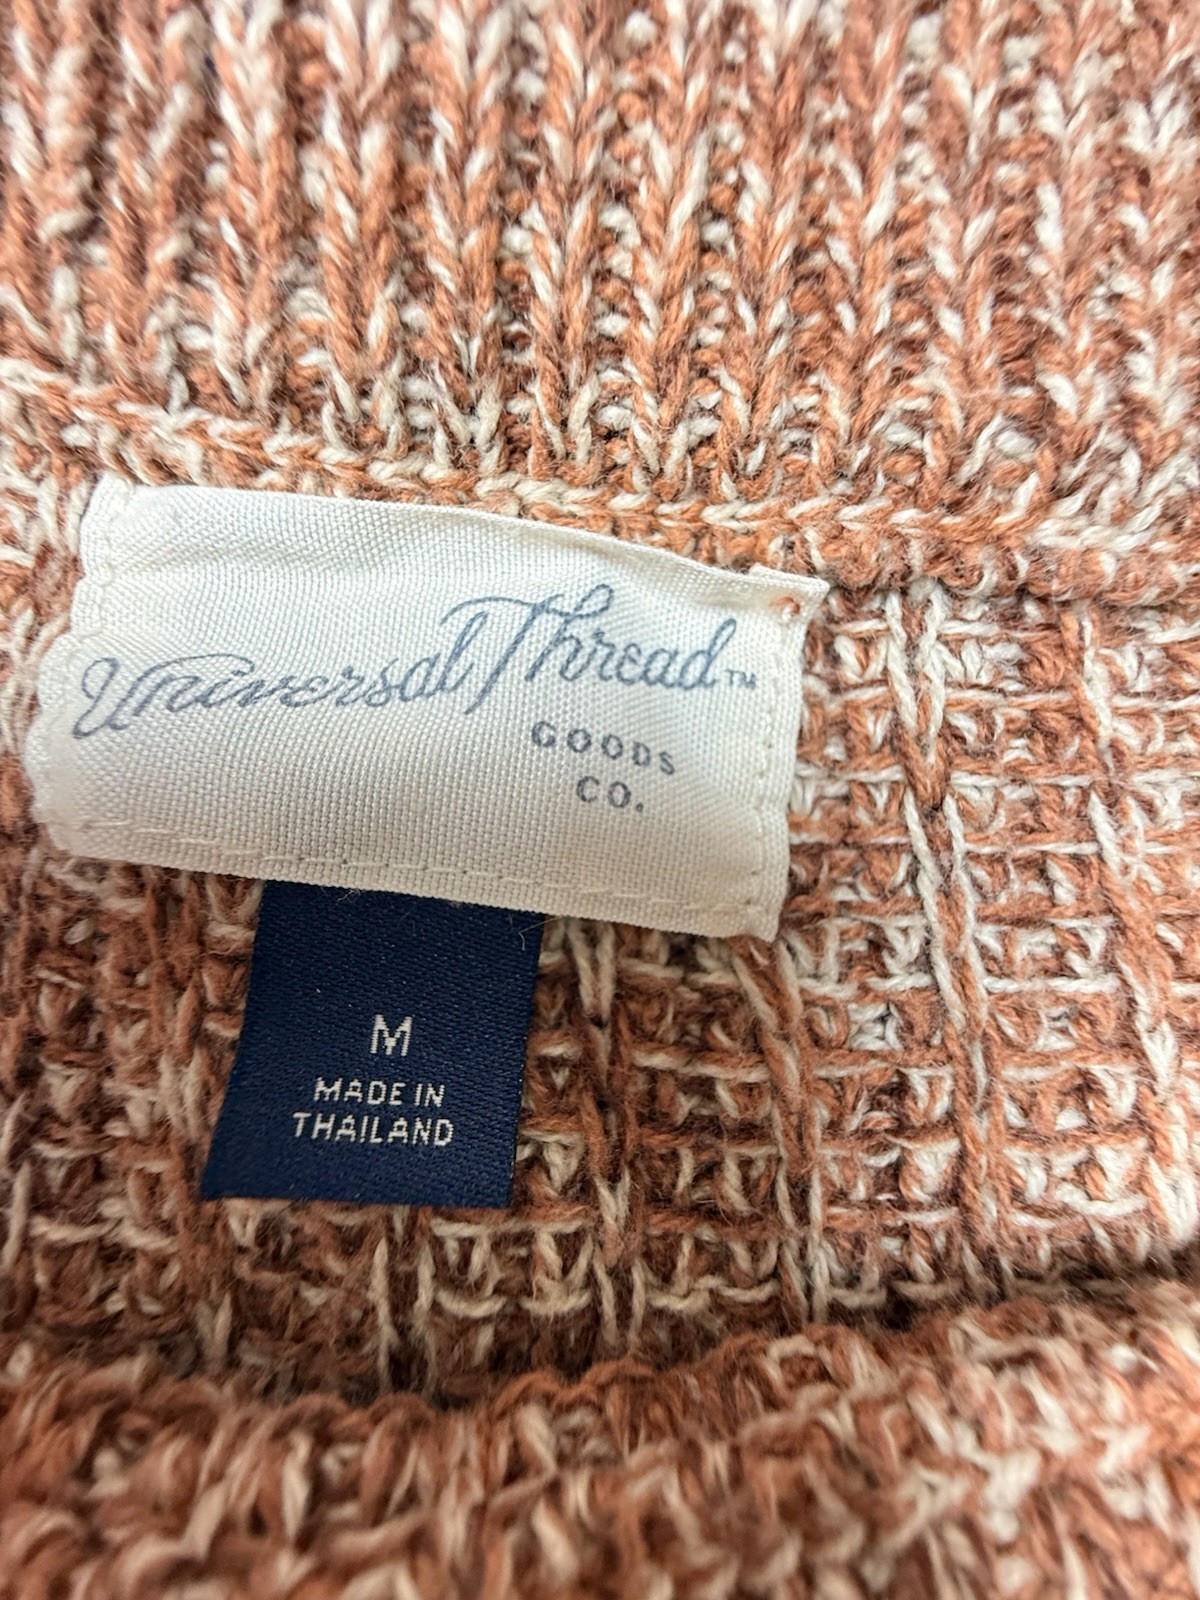 Universal Thread™
GOODS
CO.
M
MADE IN
THAILAND